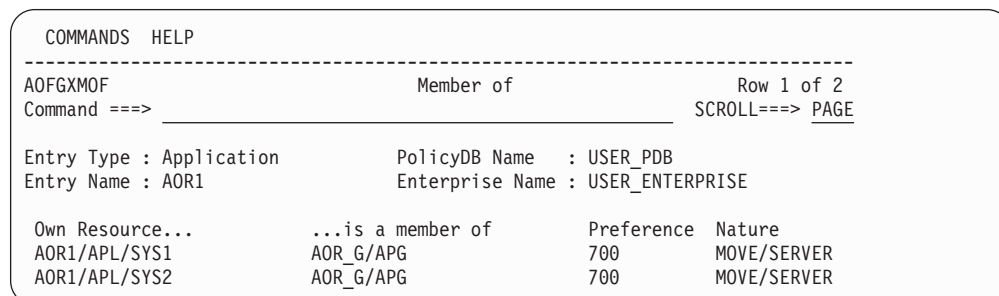 COMMANDS HELP
--------------------------------------------------------------------------------
AOFGXMOF Member of Row 1 of 2
Command ===> SCROLL===> PAGE
Entry Type : Application PolicyDB Name : USER_PDB
Entry Name : AOR1 Enterprise Name : USER_ENTERPRISE
Own Resource... ...is a member of Preference Nature
AOR1/APL/SYS1 AOR_G/APG 700 MOVE/SERVER
AOR1/APL/SYS2 AOR_G/APG 700 MOVE/SERVER